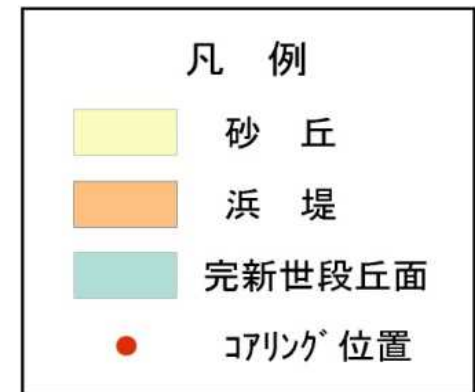 凡　例
砂　丘
浜　堤
完新世段丘面
ｺｱﾘﾝｸﾞ位置